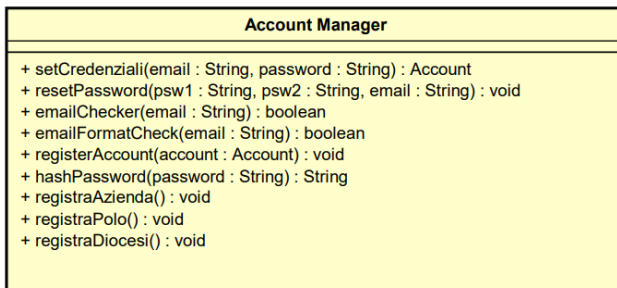 Account Manager
+ setCredenziali(email : String, password : String) : Account
+ resetPassword(psw1 : String, psw2 : String, email : String) : void
+ emailChecker(email : String) : boolean
+ emailFormatCheck(email : String) : boolean
+ registerAccount(account : Account) : void
+ hashPassword(password : String) : String
+ registraAzienda() : void
+ registraPolo() : void
+ registraDiocesi() : void